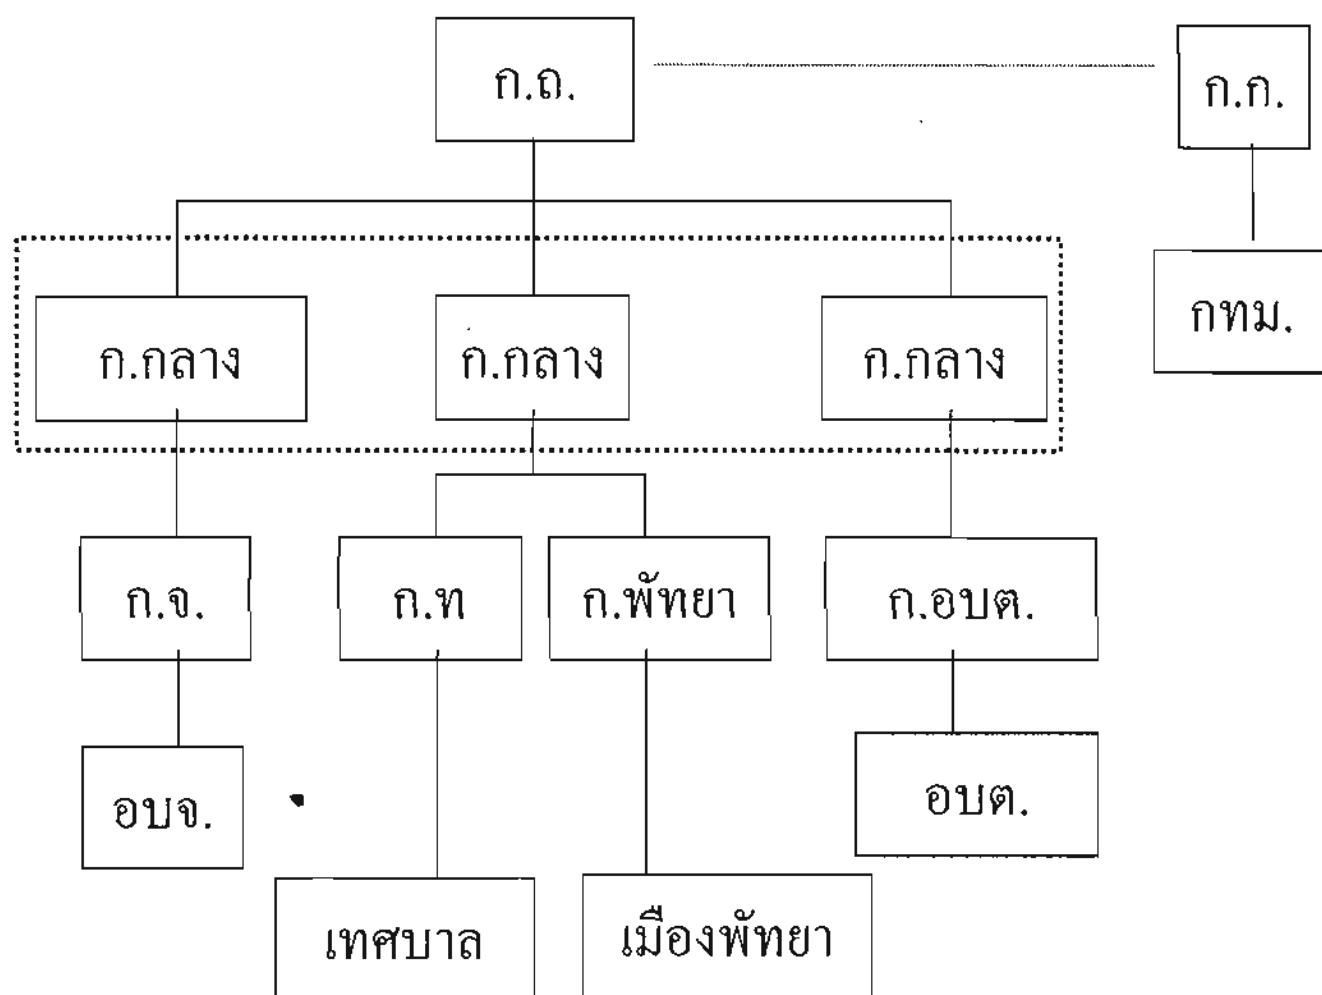 ก.ถ.
ก.ก.
กทม.
ก.กลาง
ก.กลาง
ก.กลาง
ก.จ.
ก.ท
ก.พัทยา
ก.อบต.
อบจ.
อบต.
เทศบาล
เมืองพัทยา